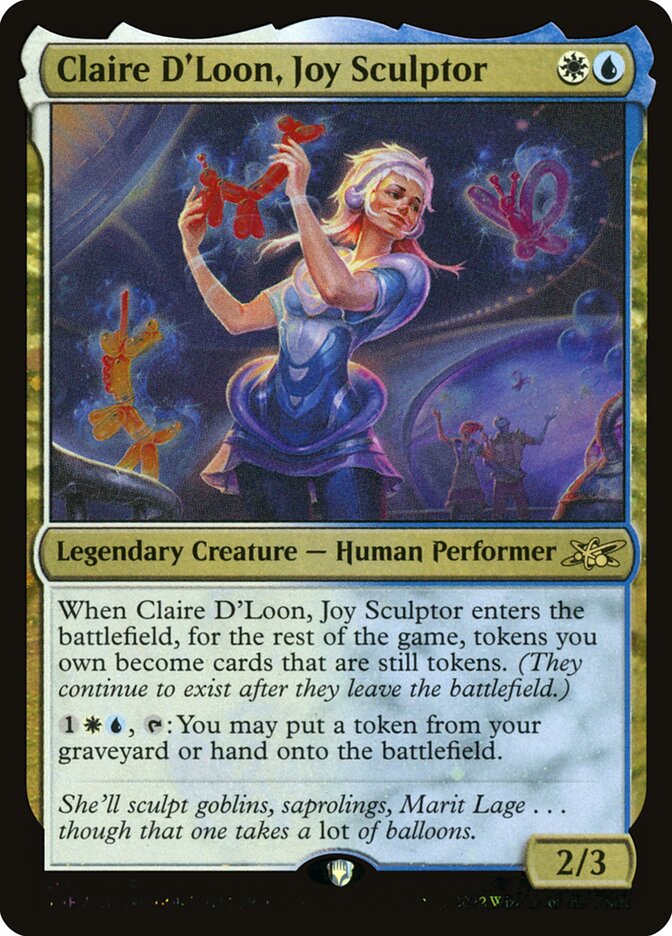 Claire D'Loon, Joy Sculptor
Legendary Creature — Human Performer
When Claire D'Loon, Joy Sculptor enters the
battlefield, for the rest of the game, tokens you
own become cards that are still tokens. (They
continue to exist after they leave the battlefield.)
1, : You may put a token from your
graveyard or hand onto the battlefield.
She'll sculpt goblins, saprolings, Marit Lage . . .
though that one takes a lot of balloons.
2/3